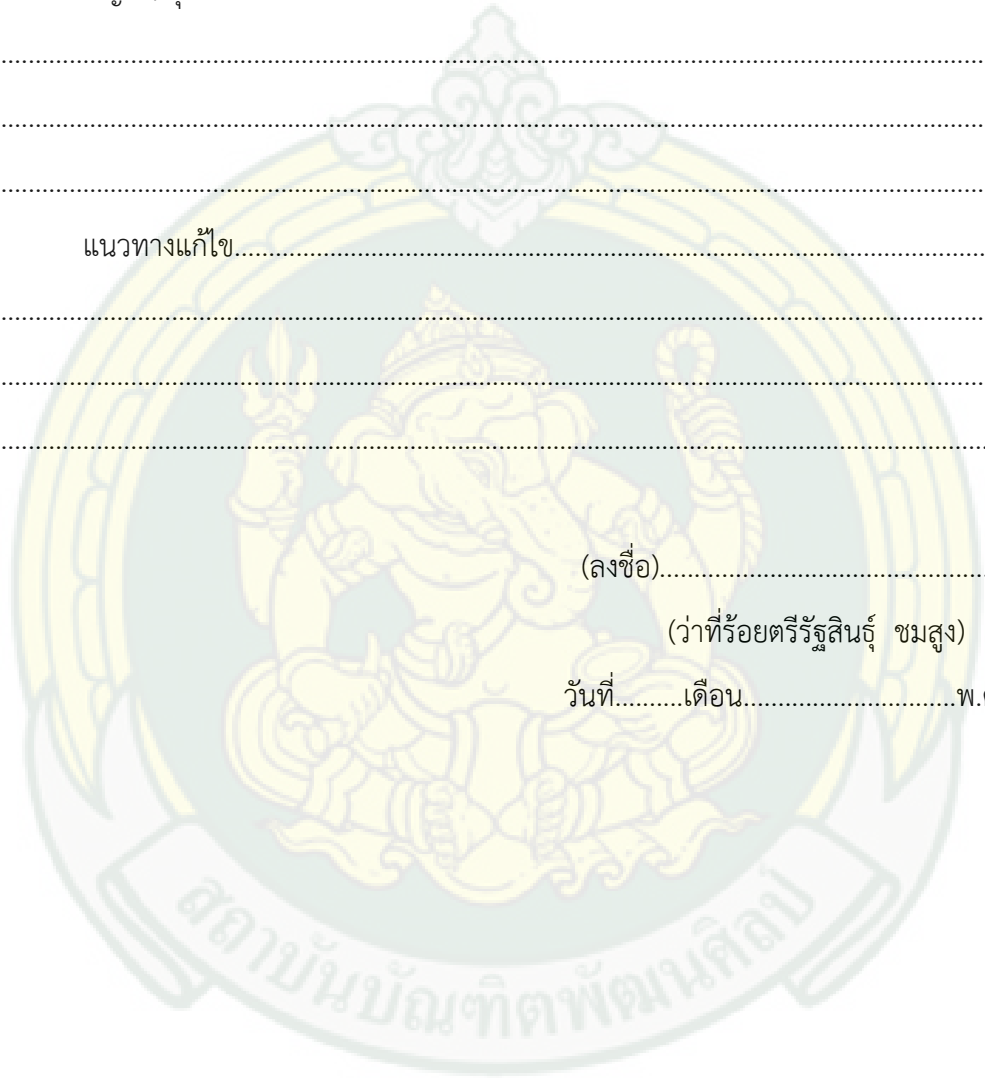 ................................................................................................................................
................................................................................................................................
................................................................................................................................
แนวทางแก้ไข................................................................................................
................................................................................................................................
................................................................................................................................
................................................................................................................................
(ลงชื่อ)..........................................
(ว่าที่ร้อยตรีรัฐสินธุ์ ชมสูง)
วันที่..........เดือน................................พ.
สถาบันบัณฑิตพัฒนศิลป์